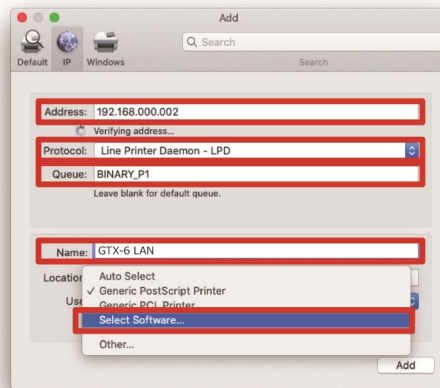 Add
Search
Default IP Windows Search
Address: 192.168.000.002
Verifying address...
Protocol: Line Printer Daemon - LPD
Queue: BINARY_P1
Leave blank for default queue.
Name: GTX-6 LAN
Location
Auto Select
✓ Generic PostScript Printer
Generic PCL Printer
Use
Select Software...
Other...
Add